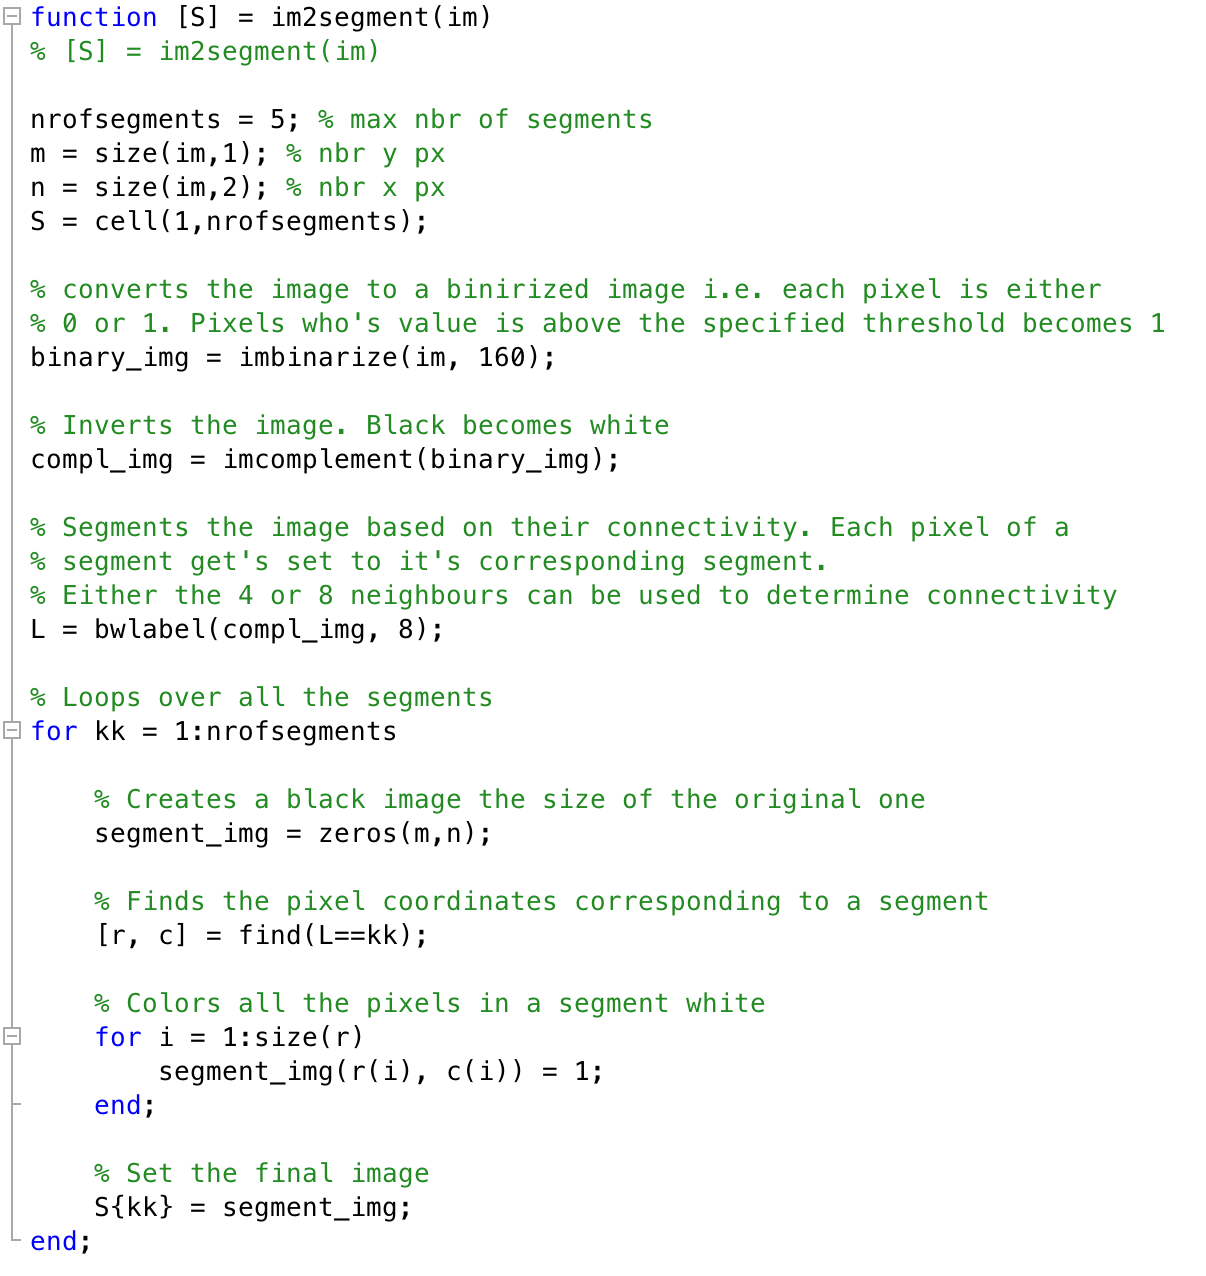 function [S] = im2segment(im)
% [S] = im2segment(im)

nrofsegments = 5; % max nbr of segments
m = size(im,1); % nbr y px
n = size(im,2); % nbr x px
S = cell(1,nrofsegments);

% converts the image to a binirized image i.e. each pixel is either
% 0 or 1. Pixels who's value is above the specified threshold becomes 1
binary_img = imbinarize(im, 160);

% Inverts the image. Black becomes white
compl_img = imcomplement(binary_img);

% Segments the image based on their connectivity. Each pixel of a
% segment get's set to it's corresponding segment.
% Either the 4 or 8 neighbours can be used to determine connectivity
L = bwlabel(compl_img, 8);

% Loops over all the segments
for kk = 1:nrofsegments

    % Creates a black image the size of the original one
    segment_img = zeros(m,n);

    % Finds the pixel coordinates corresponding to a segment
    [r, c] = find(L==kk);

    % Colors all the pixels in a segment white
    for i = 1:size(r)
        segment_img(r(i), c(i)) = 1;
    end;

    % Set the final image
    S{kk} = segment_img;
end;